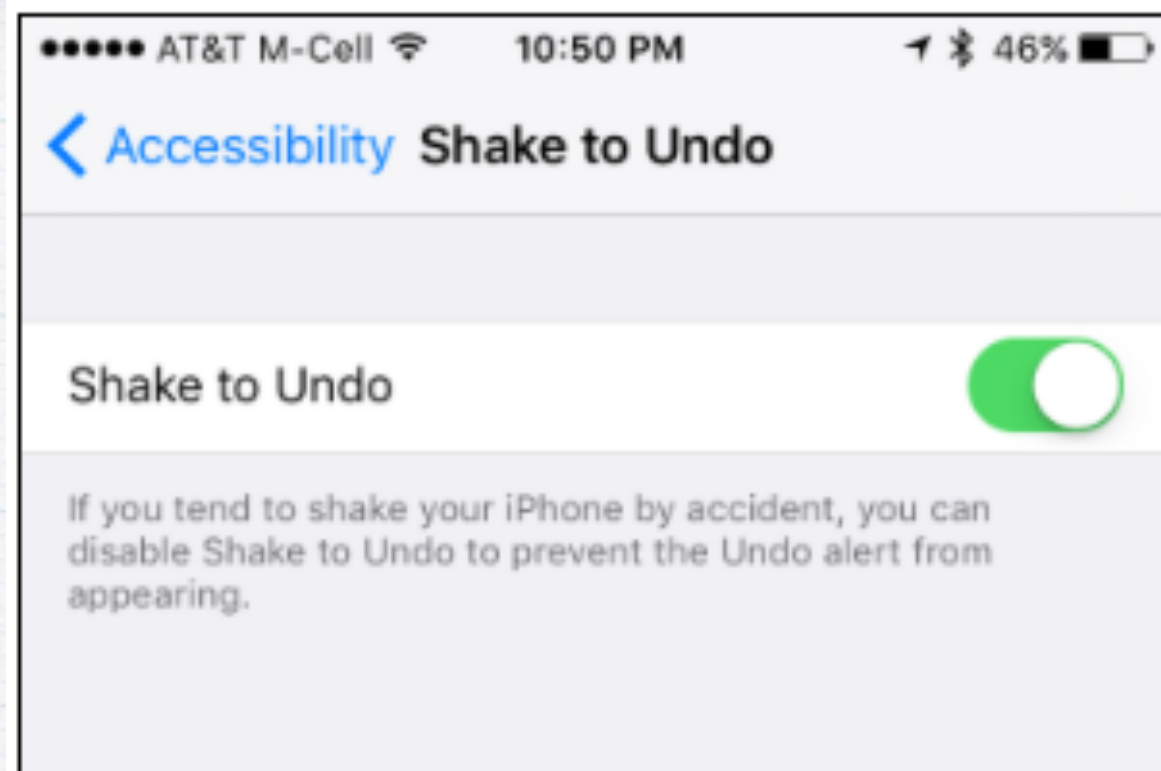 ●●●●● AT&T M-Cell 10:50 PM 46%
Accessibility Shake to Undo
Shake to Undo
If you tend to shake your iPhone by accident, you can
disable Shake to Undo to prevent the Undo alert from
appearing.